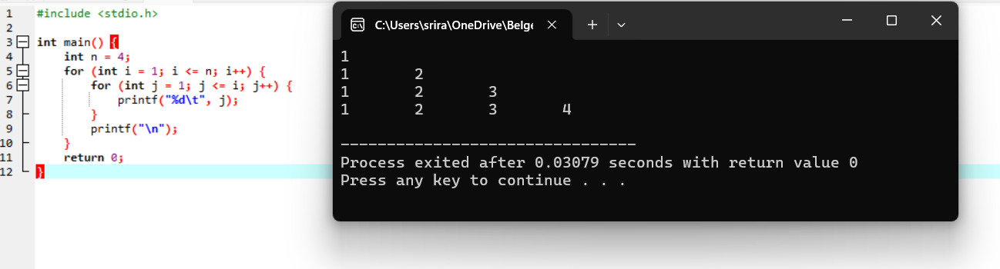 1 #include <stdio.h>
2
3 int main() {
4 int n = 4;
5 for (int i = 1; i <= n; i++) {
6 for (int j = 1; j <= i; j++) {
7 printf("%d\t", j);
8 }
9 printf("\n");
10 }
11 return 0;
12 }
C:\Users\srira\OneDrive\Belge
1
1 2
1 2 3
1 2 3 4
--------------------------------
Process exited after 0.03079 seconds with return value 0
Press any key to continue . . .